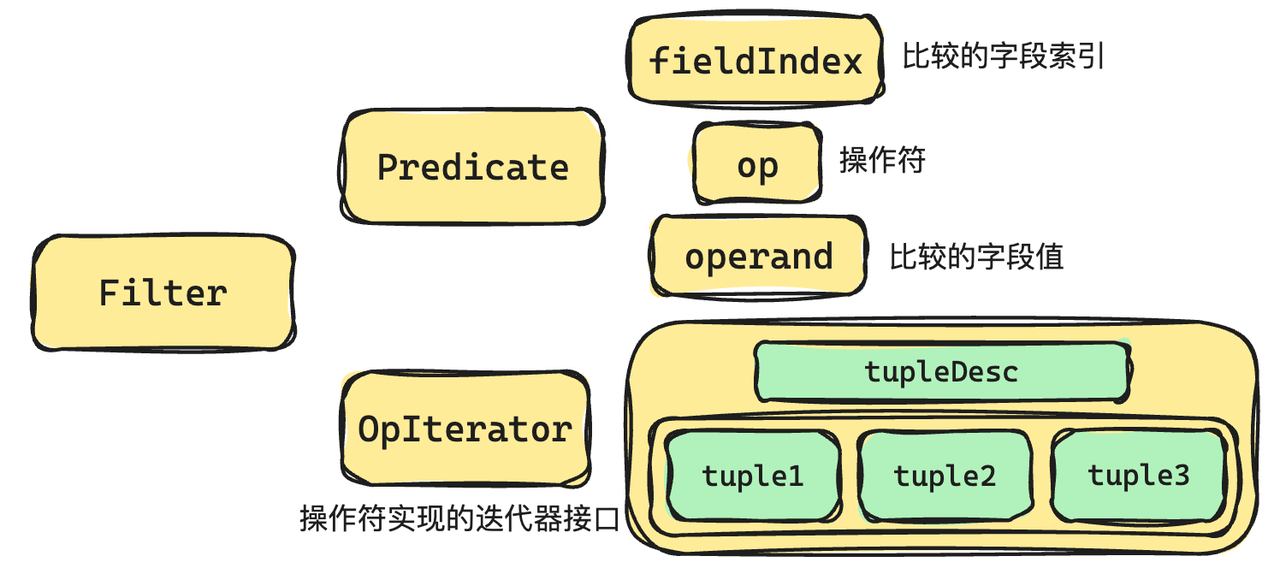 fieldIndex 比较的字段索引
Predicate
op 操作符
operand 比较的字段值
Filter
tupleDesc
OpIterator
tuple1 tuple2 tuple3
操作符实现的迭代器接口